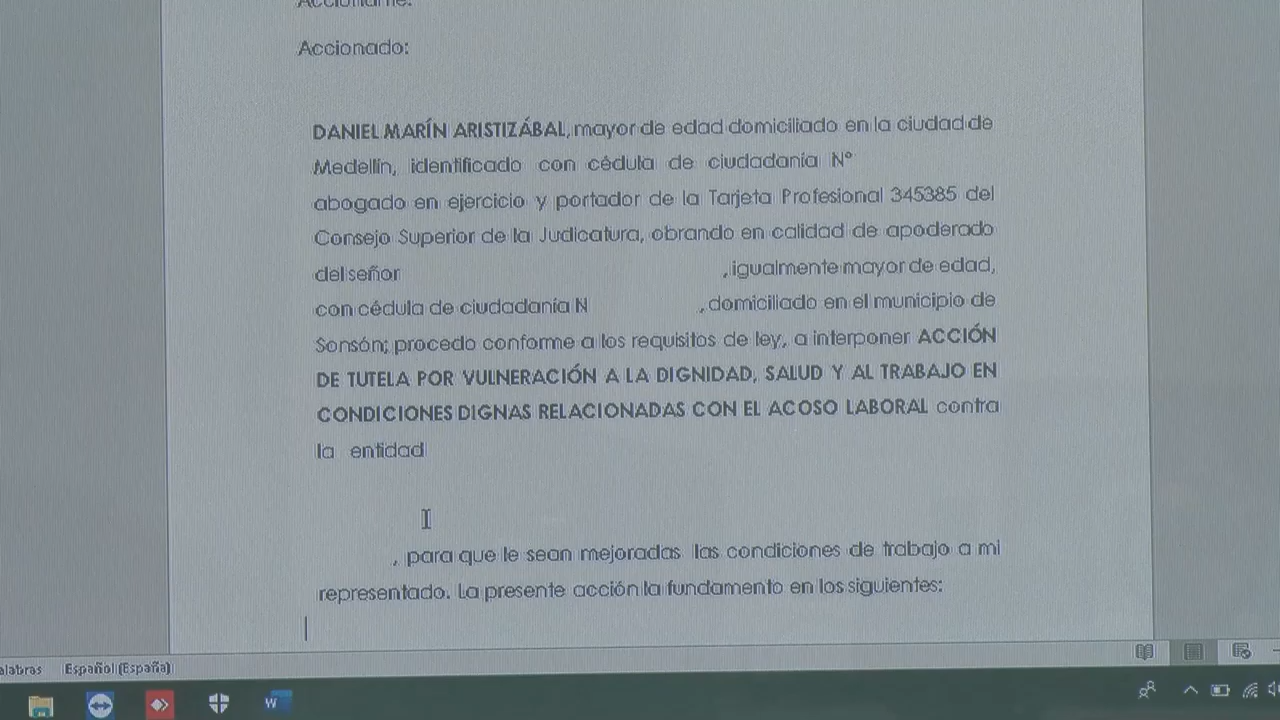 Accionante:
Accionado:
DANIEL MARÍN ARISTIZÁBAL, mayor de edad domiciliado en la ciudad de
Medellín, identificado con cédula de ciudadanía N°
abogado en ejercicio y portador de la Tarjeta Profesional 345385 del
Consejo Superior de la Judicatura, obrando en calidad de apoderado
del señor , igualmente mayor de edad,
con cédula de ciudadanía N , domiciliado en el municipio de
Sonsón; procedo conforme a los requisitos de ley, a interponer ACCIÓN
DE TUTELA POR VULNERACIÓN A LA DIGNIDAD, SALUD Y AL TRABAJO EN
CONDICIONES DIGNAS RELACIONADAS CON EL ACOSO LABORAL contra
la entidad
, para que le sean mejoradas las condiciones de trabajo a mi
representado. La presente acción la fundamento en los siguientes:
alabras Español (España)
W